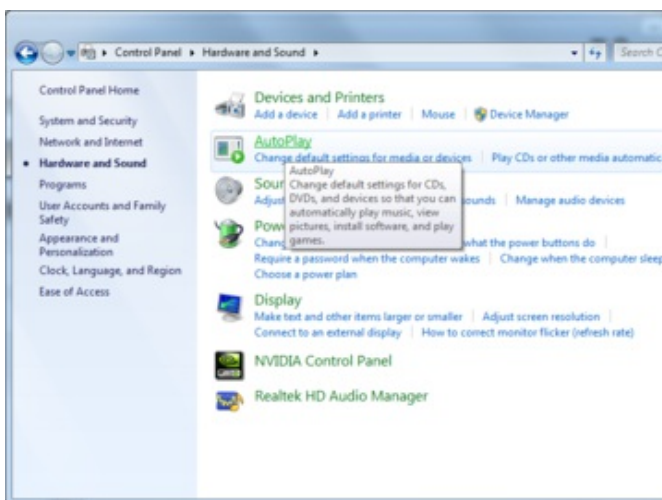 Control Panel ▸ Hardware and Sound ▸
Search C
Control Panel Home
System and Security
Network and Internet
Hardware and Sound
Programs
User Accounts and Family
Safety
Appearance and
Personalization
Clock, Language, and Region
Ease of Access
Devices and Printers
Add a device | Add a printer | Mouse | Device Manager
AutoPlay
Change default settings for media or devices | Play CDs or other media automatic
AutoPlay
Change default settings for CDs,
DVDs, and devices so that you can
automatically play music, view
pictures, install software, and play
games.
Soun
Adjust
ounds | Manage audio devices
Pow
Chang
what the power buttons do
Require a password when the computer wakes | Change when the computer sleep
Choose a power plan
Display
Make text and other items larger or smaller | Adjust screen resolution
Connect to an external display | How to correct monitor flicker (refresh rate)
NVIDIA Control Panel
Realtek HD Audio Manager